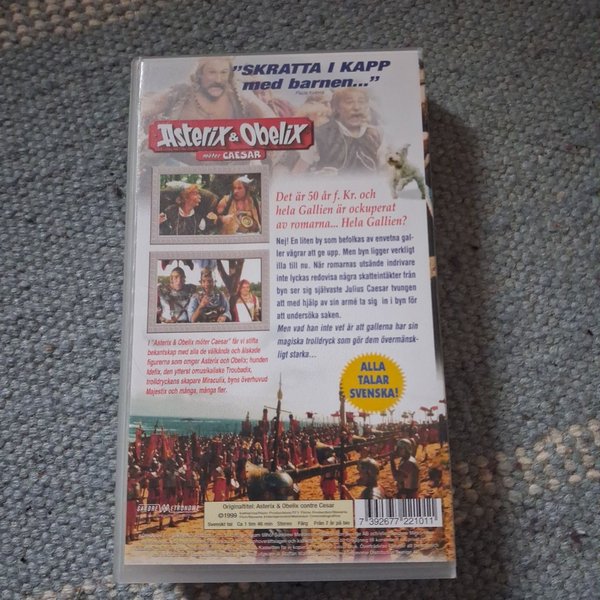 "SKRATTA I KAPP
med barnen..."
Asterix & Obelix
möter CAESAR
Det är 50 år f. Kr. och
hela Gallien är ockuperat
av romarna... Hela Gallien?
Nej! En liten by som befolkas av envetna gal-
ler vägrar att ge upp. Men byn ligger verkligt
illa till nu. När romarnas utsände indrivare
inte lyckas redovisa några skatteintäkter från
byn ser sig självaste Julius Caesar tvungen
att med hjälp av sin armé ta sig in i byn för
att undersöka saken.
Men vad han inte vet är att gallerna har sin
magiska trolldryck som gör dem övermänsk-
ligt starka...
I "Asterix & Obelix möter Caesar" får vi stifta
bekantskap med alla de välkända och älskade
figurerna som omger Asterix och Obelix; hunden
Idefix, den ytterst omusikaliske Troubadix,
trolldryckens skapare Miraculix, byns överhuvud
Majestix och många, många fler.
ALLA
TALAR
SVENSKA!
Originaltitel: Asterix & Obelix contre Cesar
©1999
Svenskt tal Ca 1 tim 46 min Stereo Färg Från 7 år på bio
7 392677 221011